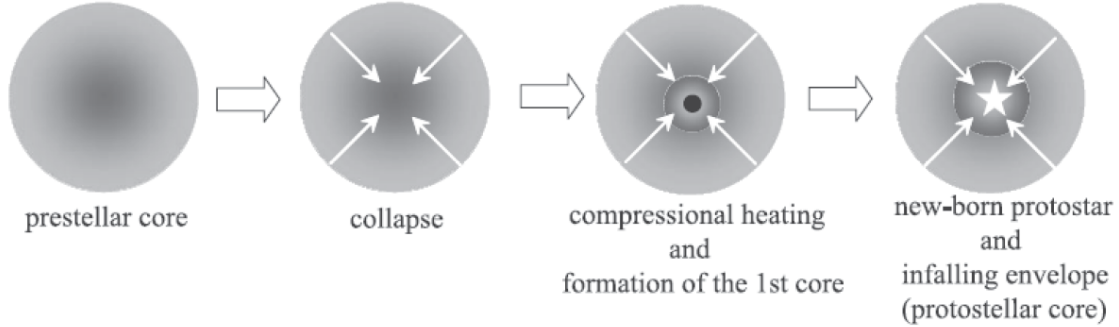 prestellar core
collapse
compressional heating
and
formation of the 1st core
new-born protostar
and
infalling envelope
(protostellar core)